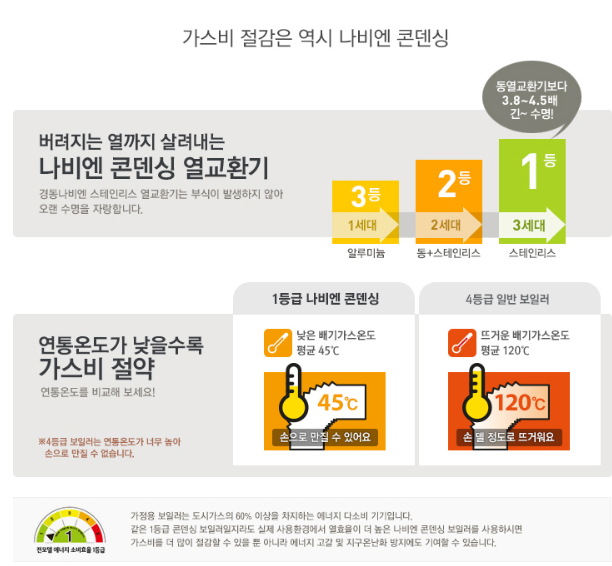 가스비 절감은 역시 나비엔 콘덴싱
동열교환기보다
3.8~4.5배
긴~ 수명!
버려지는 열까지 살려내는
나비엔 콘덴싱 열교환기
경동나비엔 스테인리스 열교환기는 부식이 발생하지 않아
오랜 수명을 자랑합니다.
3등
1세대
알루미늄
2등
2세대
동+스테인리스
1등
3세대
스테인리스
1등급 나비엔 콘덴싱
4등급 일반 보일러
연통온도가 낮을수록
가스비 절약
연통온도를 비교해 보세요!
※4등급 보일러는 연통온도가 너무 높아
손으로 만질 수 없습니다.
낮은 배기가스온도
평균 45℃
45℃
손으로 만질 수 있어요
뜨거운 배기가스온도
평균 120℃
120℃
손 델 정도로 뜨거워요
1
전모델 에너지 소비효율 1등급
가정용 보일러는 도시가스의 60% 이상을 차지하는 에너지 다소비 기기입니다.
같은 1등급 콘덴싱 보일러일지라도 실제 사용환경에서 열효율이 더 높은 나비엔 콘덴싱 보일러를 사용하시면
가스비를 더 많이 절감할 수 있을 뿐 아니라 에너지 고갈 및 지구온난화 방지에도 기여할 수 있습니다.